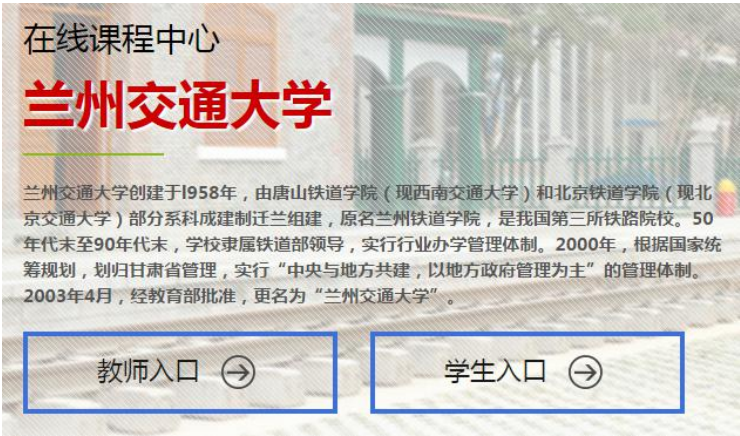 在线课程中心
兰州交通大学
兰州交通大学创建于l958年，由唐山铁道学院（现西南交通大学）和北京铁道学院（现北
京交通大学）部分系科成建制迁兰组建，原名兰州铁道学院，是我国第三所铁路院校。50
年代末至90年代末，学校隶属铁道部领导，实行行业办学管理体制。2000年，根据国家统
筹规划，划归甘肃省管理，实行“中央与地方共建，以地方政府管理为主”的管理体制。
2003年4月，经教育部批准，更名为“兰州交通大学”。
教师入口
学生入口